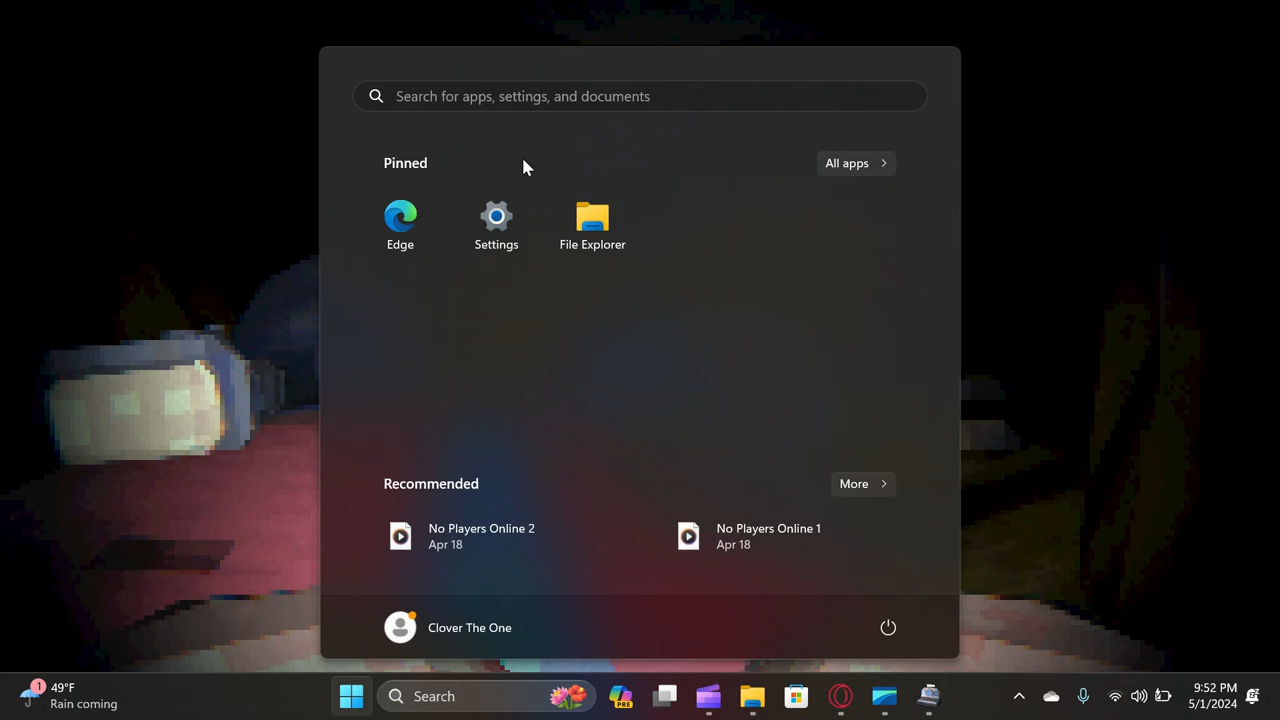 Search for apps, settings, and documents
Pinned
All apps
Edge
Settings
File Explorer
Recommended
More
No Players Online 2
Apr 18
No Players Online 1
Apr 18
Clover The One
1
49°F
Rain coming
Search
PRE
9:52 PM
5/1/2024